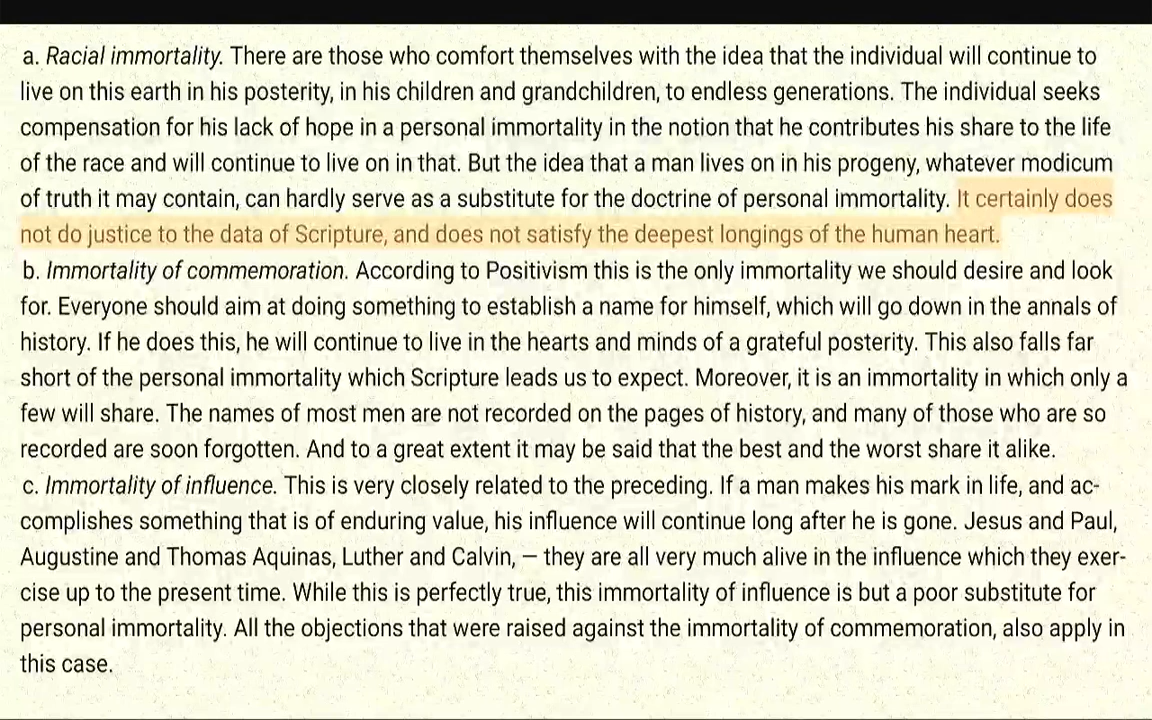 a. Racial immortality. There are those who comfort themselves with the idea that the individual will continue to
live on this earth in his posterity, in his children and grandchildren, to endless generations. The individual seeks
compensation for his lack of hope in a personal immortality in the notion that he contributes his share to the life
of the race and will continue to live on in that. But the idea that a man lives on in his progeny, whatever modicum
of truth it may contain, can hardly serve as a substitute for the doctrine of personal immortality. It certainly does
not do justice to the data of Scripture, and does not satisfy the deepest longings of the human heart.
b. Immortality of commemoration. According to Positivism this is the only immortality we should desire and look
for. Everyone should aim at doing something to establish a name for himself, which will go down in the annals of
history. If he does this, he will continue to live in the hearts and minds of a grateful posterity. This also falls far
short of the personal immortality which Scripture leads us to expect. Moreover, it is an immortality in which only a
few will share. The names of most men are not recorded on the pages of history, and many of those who are so
recorded are soon forgotten. And to a great extent it may be said that the best and the worst share it alike.
c. Immortality of influence. This is very closely related to the preceding. If a man makes his mark in life, and ac-
complishes something that is of enduring value, his influence will continue long after he is gone. Jesus and Paul,
Augustine and Thomas Aquinas, Luther and Calvin, — they are all very much alive in the influence which they exer-
cise up to the present time. While this is perfectly true, this immortality of influence is but a poor substitute for
personal immortality. All the objections that were raised against the immortality of commemoration, also apply in
this case.